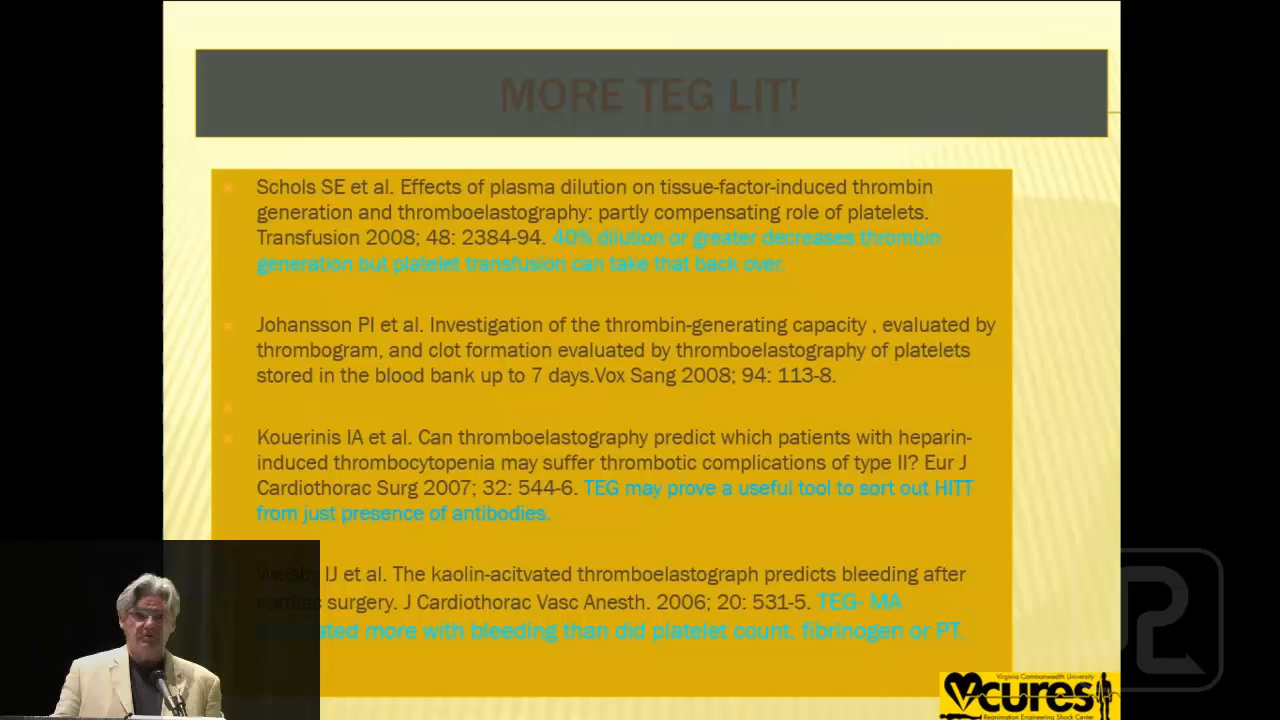 MORE TEG LIT!
Schols SE et al. Effects of plasma dilution on tissue-factor-induced thrombin
generation and thromboelastography: partly compensating role of platelets.
Transfusion 2008; 48: 2384-94. 40% dilution or greater decreases thrombin
generation but platelet transfusion can take that back over.
Johansson PI et al. Investigation of the thrombin-generating capacity , evaluated by
thrombogram, and clot formation evaluated by thromboelastography of platelets
stored in the blood bank up to 7 days.Vox Sang 2008; 94: 113-8.
Kouerinis IA et al. Can thromboelastography predict which patients with heparin-
induced thrombocytopenia may suffer thrombotic complications of type II? Eur J
Cardiothorac Surg 2007; 32: 544-6. TEG may prove a useful tool to sort out HITT
from just presence of antibodies.
IJ et al. The kaolin-acitvated thromboelastograph predicts bleeding after
cardiac surgery. J Cardiothorac Vasc Anesth. 2006; 20: 531-5. TEG- MA
more with bleeding than did platelet count, fibrinogen or PT.
Virginia Commonwealth University
vcures
Reanimation Engineering Shock Center